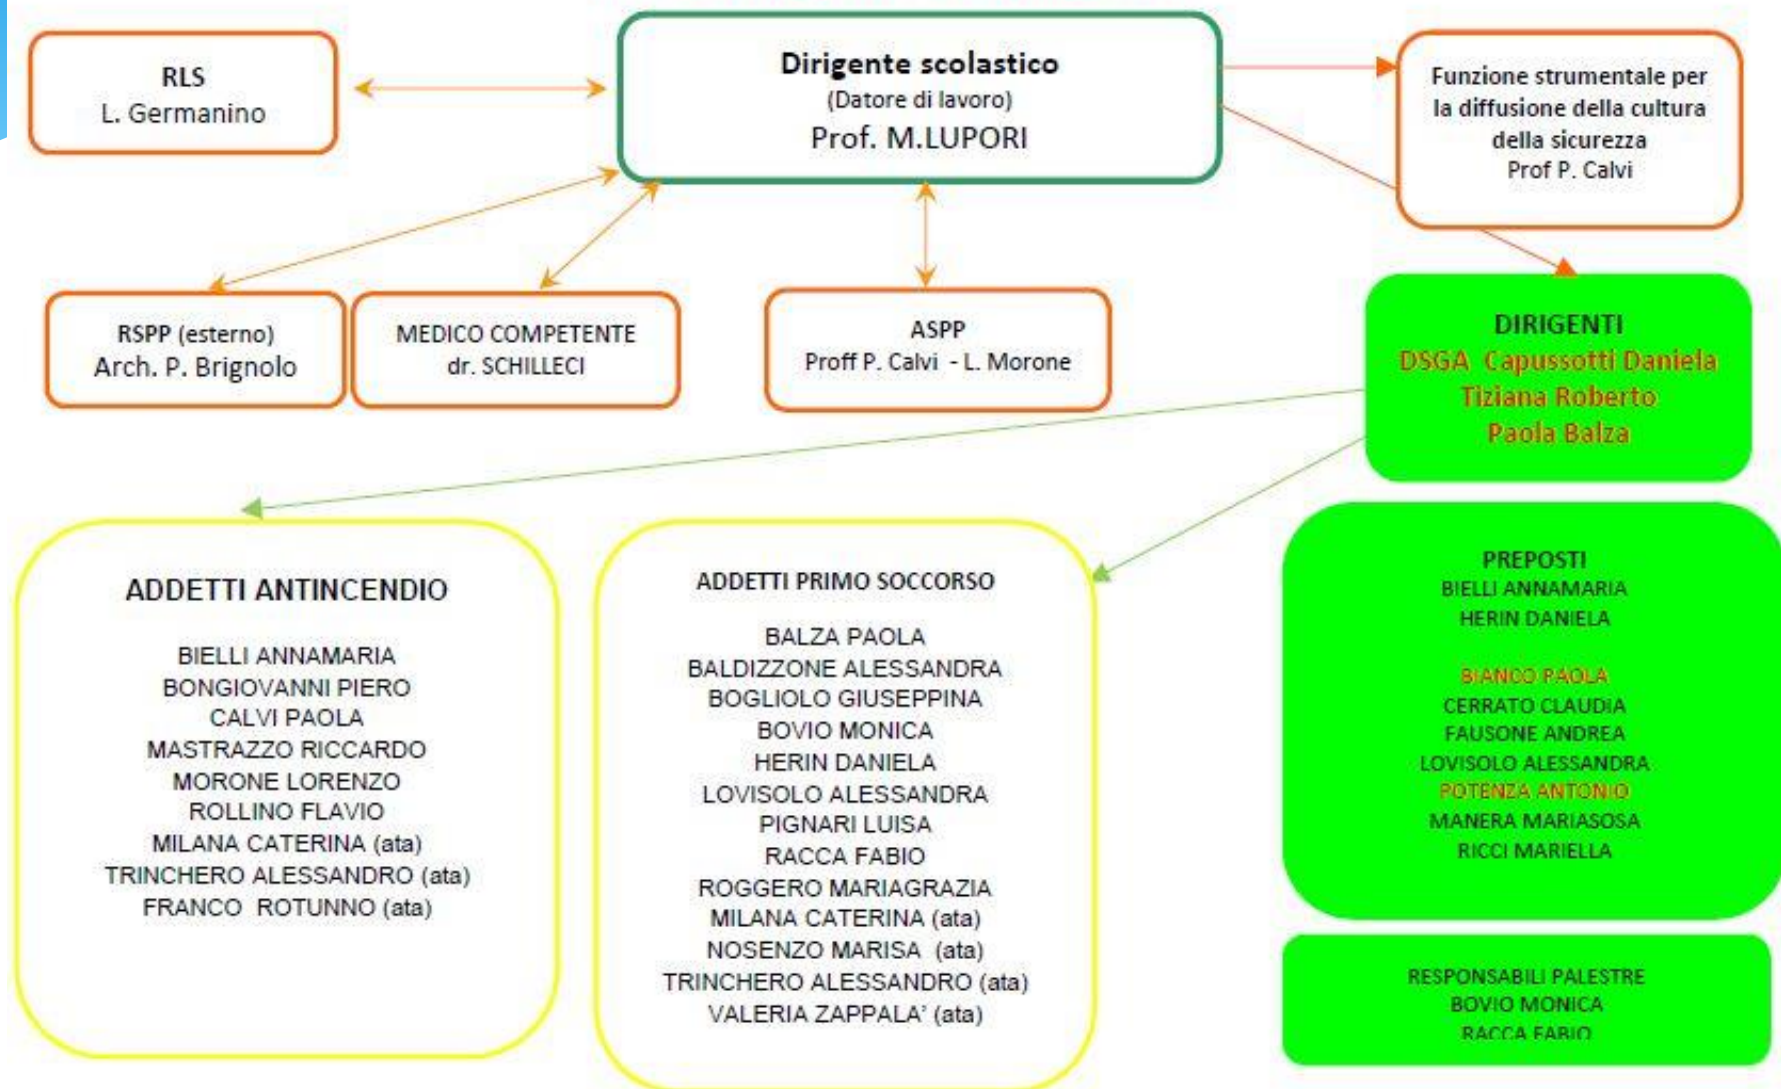 RLS
L. Germanino
Dirigente scolastico
(Datore di lavoro)
Prof. M.LUPORI
Funzione strumentale per
la diffusione della cultura
della sicurezza
Prof P. Calvi
RSPP (esterno)
Arch. P. Brignolo
MEDICO COMPETENTE
dr. SCHILLECI
ASPP
Proff P. Calvi - L. Morone
DIRIGENTI
DSGA Capussotti Daniela
Tiziana Roberto
Paola Balza
ADDETTI ANTINCENDIO
BIELLI ANNAMARIA
BONGIOVANNI PIERO
CALVI PAOLA
MASTRAZZO RICCARDO
MORONE LORENZO
ROLLINO FLAVIO
MILANA CATERINA (ata)
TRINCHERO ALESSANDRO (ata)
FRANCO ROTUNNO (ata)
ADDETTI PRIMO SOCCORSO
BALZA PAOLA
BALDIZZONE ALESSANDRA
BOGLIOLO GIUSEPPINA
BOVIO MONICA
HERIN DANIELA
LOVISOLO ALESSANDRA
PIGNARI LUISA
RACCA FABIO
ROGGERO MARIAGRAZIA
MILANA CATERINA (ata)
NOSENZO MARISA (ata)
TRINCHERO ALESSANDRO (ata)
VALERIA ZAPPALA' (ata)
PREPOSTI
BIELLI ANNAMARIA
HERIN DANIELA
BIANCO PAOLA
CERRATO CLAUDIA
FAUSONE ANDREA
LOVISOLO ALESSANDRA
POTENZA ANTONIO
MANERA MARIASOSA
RICCI MARIELLA
RESPONSABILI PALESTRE
BOVIO MONICA
RACCA FABIO